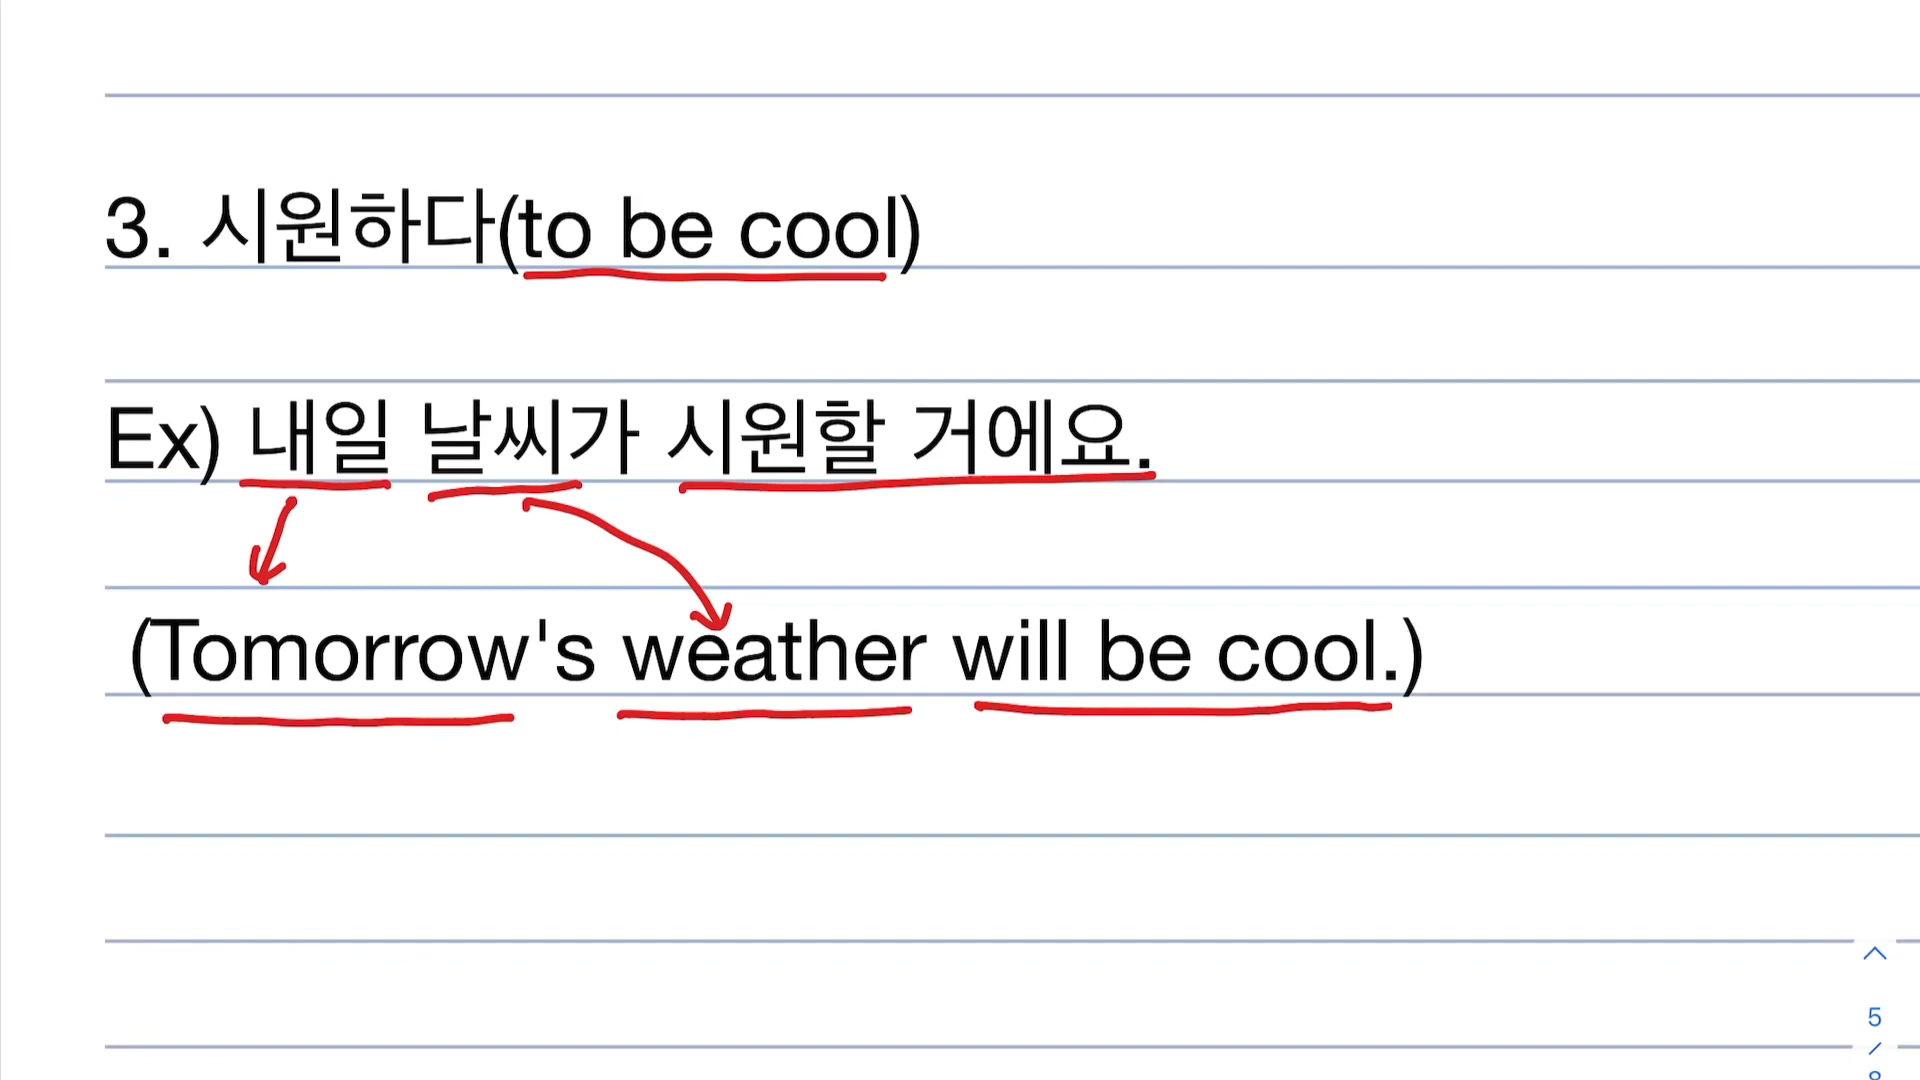 3. 시원하다(to be cool)
Ex) 내일 날씨가 시원할 거에요.
(Tomorrow's weather will be cool.)
5
/